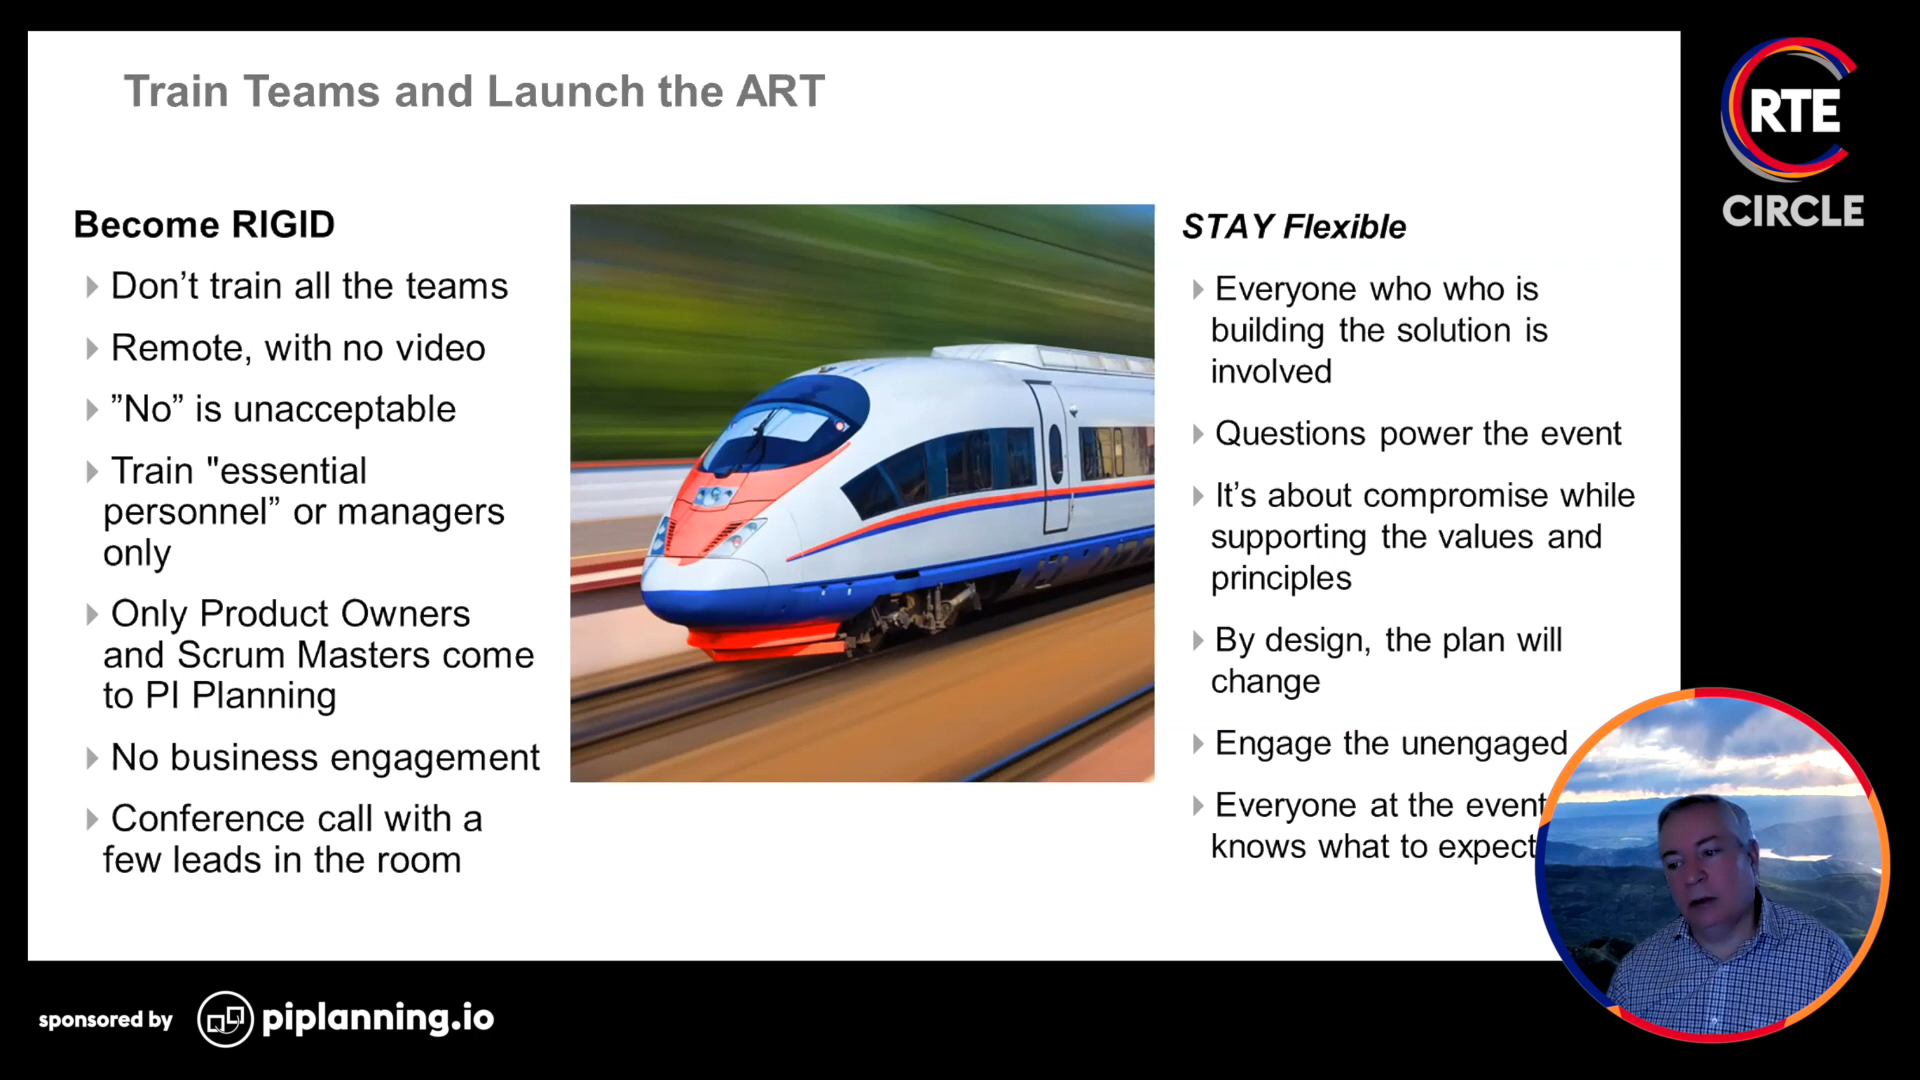 Train Teams and Launch the ART
Become RIGID
Don’t train all the teams
Remote, with no video
”No” is unacceptable
Train "essential
personnel” or managers
only
Only Product Owners
and Scrum Masters come
to PI Planning
No business engagement
Conference call with a
few leads in the room
STAY Flexible
Everyone who who is
building the solution is
involved
Questions power the event
It’s about compromise while
supporting the values and
principles
By design, the plan will
change
Engage the unengaged
Everyone at the event
knows what to expect
RTE
CIRCLE
sponsored by
piplanning.io